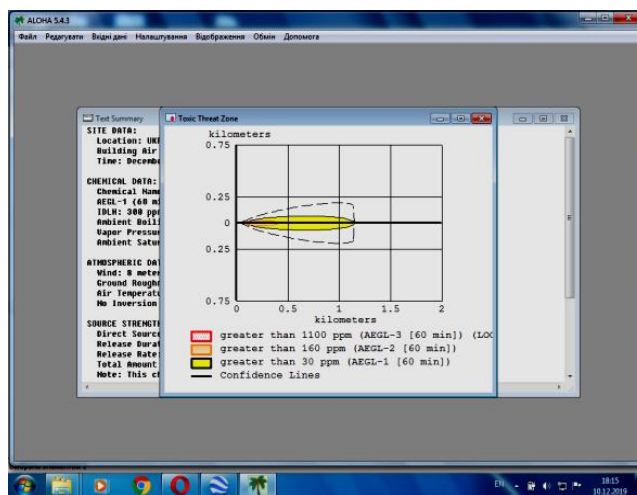 ALOHA 5.4.3
Файл Редагувати Вхідні дані Налаштування Відображення Обмін Допомога
Text Summary
SITE DATA:
Location: UKR
Building Air
Time: Decembe
CHEMICAL DATA:
Chemical Name
AEGL-1 (60 mi
IDLH: 300 ppm
Ambient Boili
Vapor Pressur
Ambient Satur
ATMOSPHERIC DAT
Wind: 8 meter
Ground Roughn
Air Temperatu
No Inversion
SOURCE STRENGTH
Direct Source
Release Durat
Release Rate:
Total Amount
Note: This ch
Toxic Threat Zone
kilometers
0.75
0.25
0
0.25
0.75
0 0.5 1 1.5 2
kilometers
greater than 1100 ppm (AEGL-3 [60 min]) (LOC
greater than 160 ppm (AEGL-2 [60 min])
greater than 30 ppm (AEGL-1 [60 min])
Confidence Lines
EN
18:15
10.12.2019